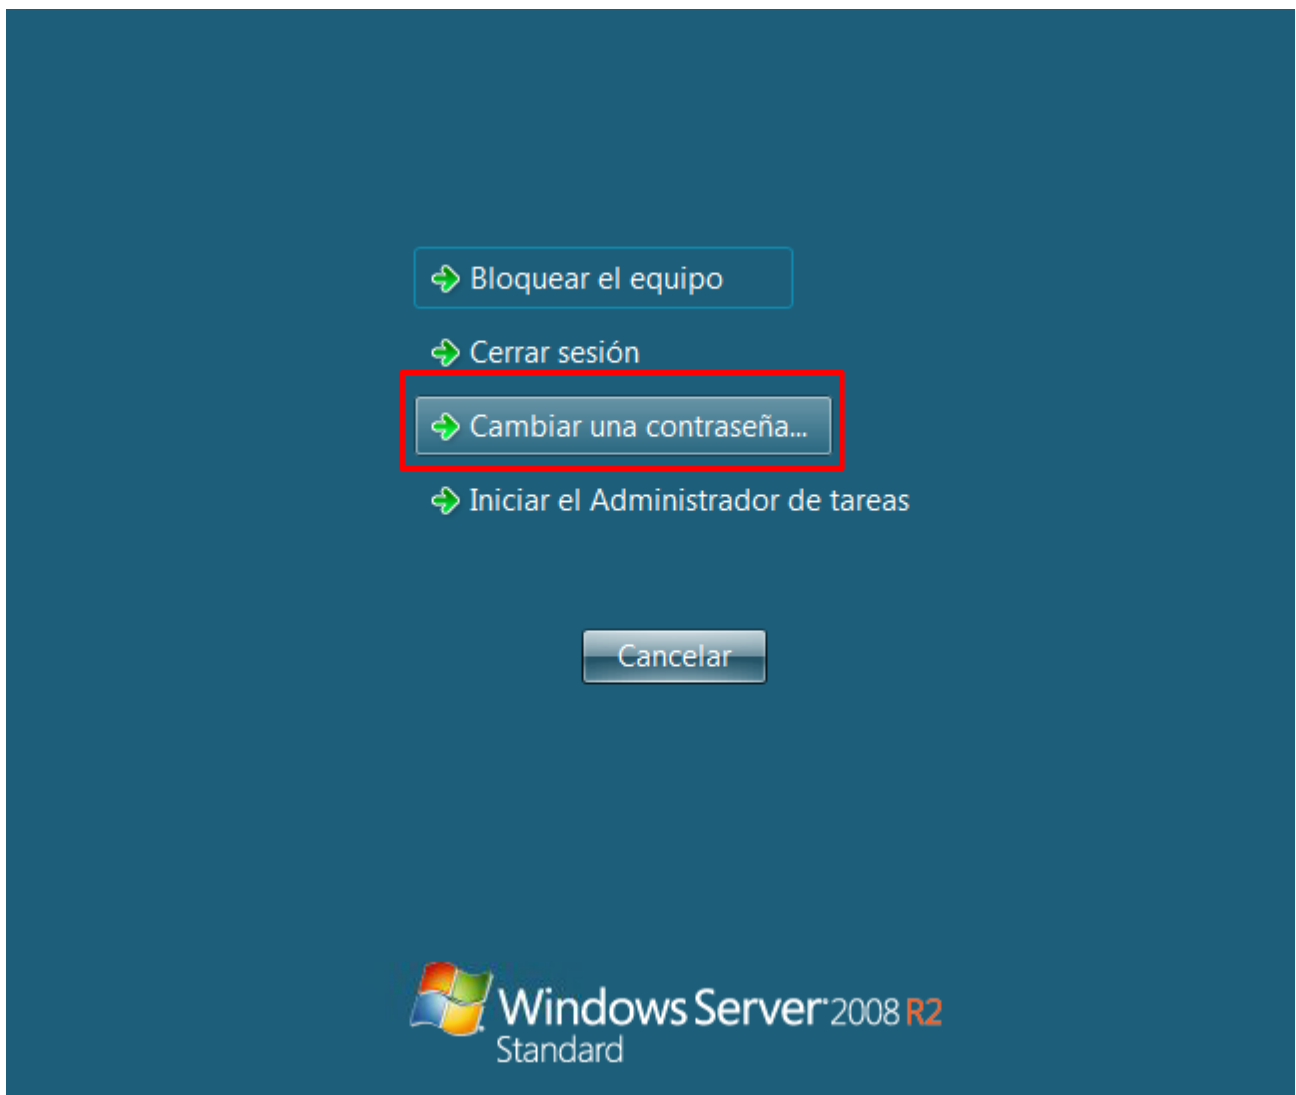 Bloquear el equipo
Cerrar sesión
Cambiar una contraseña...
Iniciar el Administrador de tareas
Cancelar
Windows Server 2008 R2
Standard